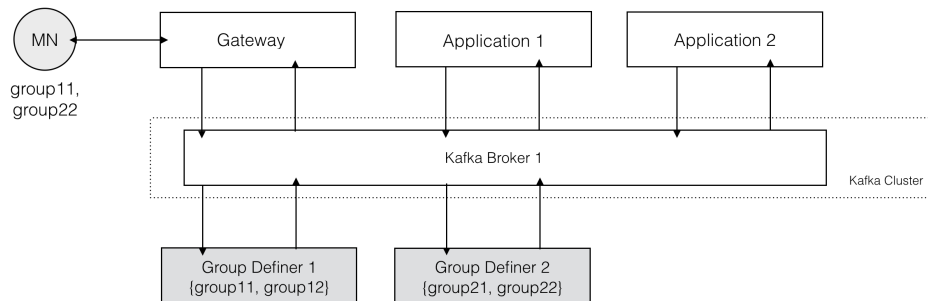 MN
Gateway
Application 1
Application 2
group11,
group22
Kafka Broker 1
Kafka Cluster
Group Definer 1
{group11, group12}
Group Definer 2
{group21, group22}